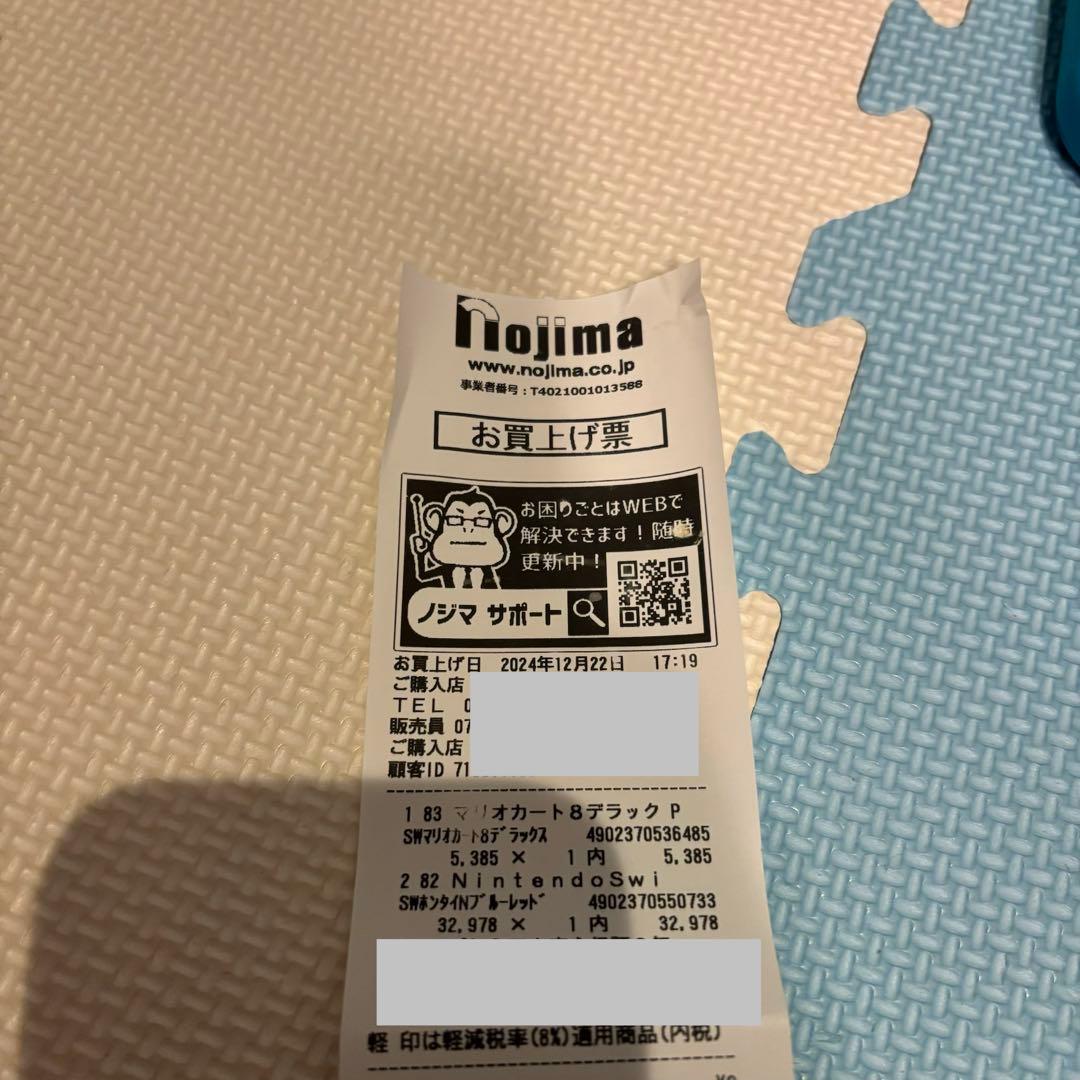 nojima
www.nojima.co.jp
事業者番号：T4021001013588
お買上げ票
お困りごとはWEBで
解決できます！随時
更新中！
ノジマ サポート
お買上げ日 2024年12月22日 17:19
ご購入店
TEL 0
販売員 07
ご購入店
顧客ID 71
1 83 マリオカート8デラック P
SWマリオカート8デラックス 4902370536485
5,385 × 1 内 5,385
2 82 NintendoSwi
SWホンタイNブルーレッド 4902370550733
32,978 × 1 内 32,978
軽 印は軽減税率(8%)適用商品(内税)